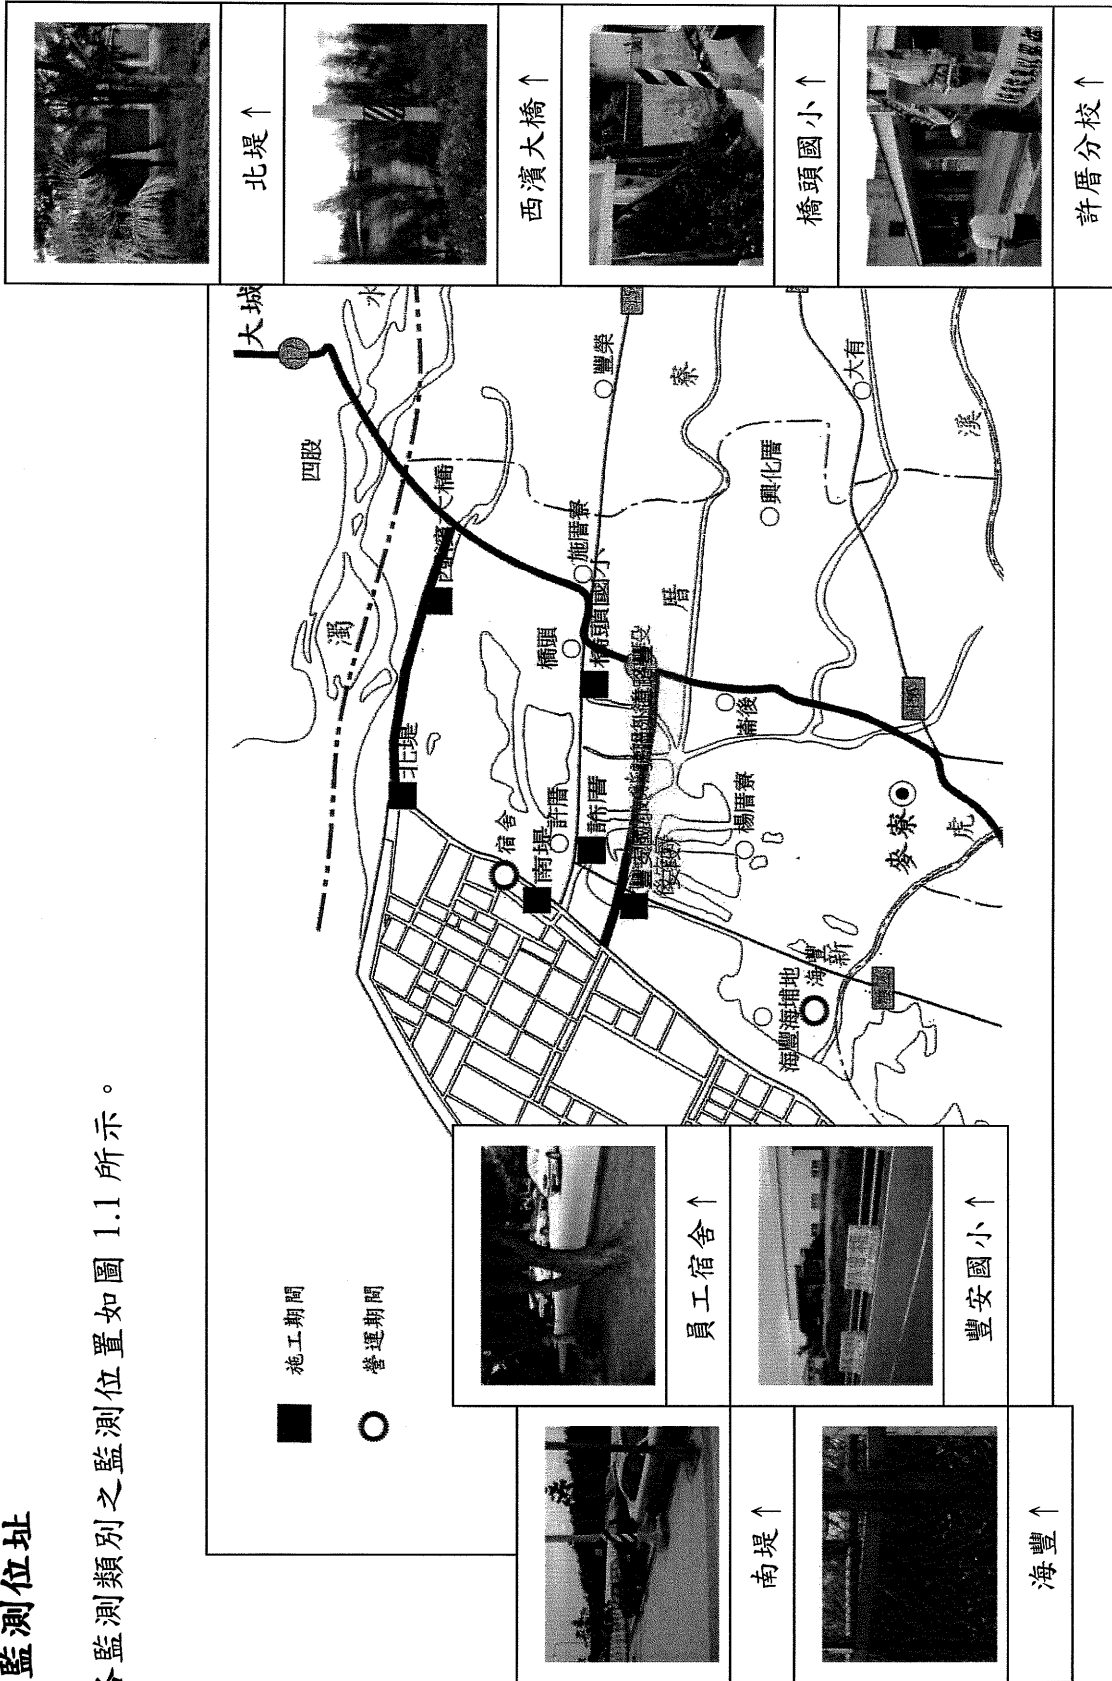 監測位址
各監測類別之監測位置如圖 1.1 所示。
施工期間
營運期間
大城
水
四股
濁
西濱大橋
北堤
宿舍
南堤
許厝
許厝
橋頭
橋頭國小
施厝寮
豐榮
寮
厝
興化厝
大有
溪
崙後
楊厝寮
麥寮
虎
新
海豐
海豐海埔地
北堤↑
西濱大橋↑
橋頭國小↑
許厝分校↑
員工宿舍↑
豐安國小↑
南堤↑
海豐↑